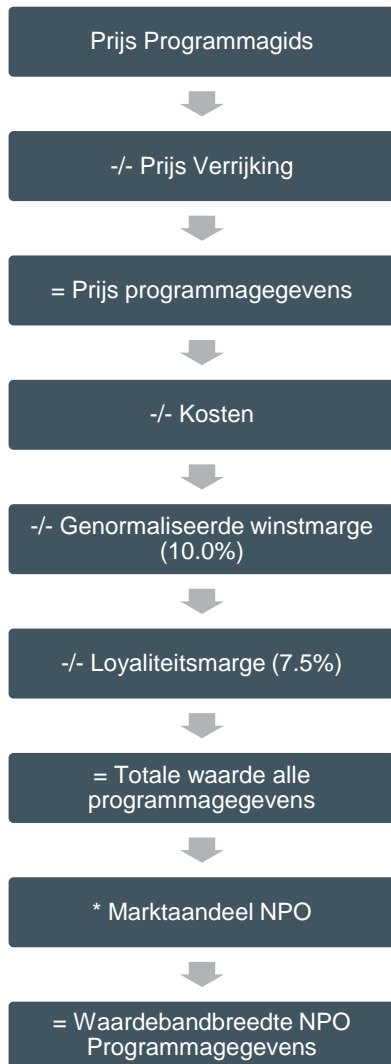 Prijs Programmagids
-/- Prijs Verrijking
= Prijs programmagegevens
-/- Kosten
-/- Genormaliseerde winstmarge
(10.0%)
-/- Loyaliteitsmarge (7.5%)
= Totale waarde alle
programmagegevens
* Marktaandeel NPO
= Waardebandbreedte NPO
Programmagegevens